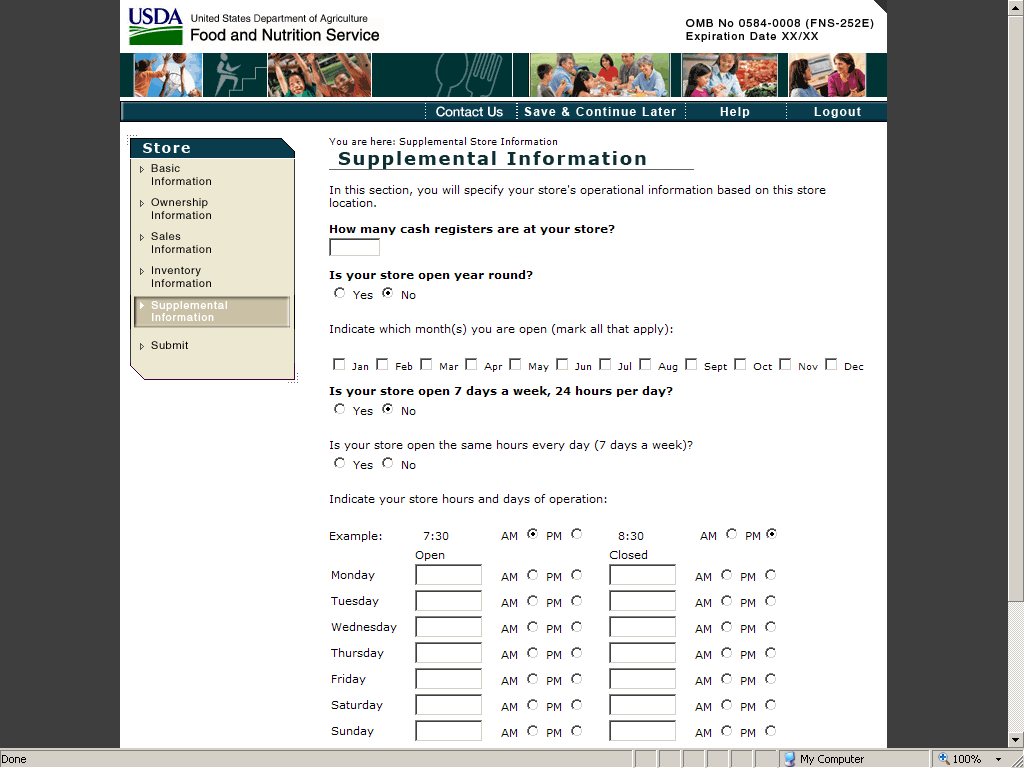 USDA United States Department of Agriculture
Food and Nutrition Service
OMB No 0584-0008 (FNS-252E)
Expiration Date XX/XX
Contact Us Save & Continue Later Help Logout
Store
Basic
Information
Ownership
Information
Sales
Information
Inventory
Information
Supplemental
Information
Submit
You are here: Supplemental Store Information
Supplemental Information
In this section, you will specify your store's operational information based on this store
location.
How many cash registers are at your store?
Is your store open year round?
Yes No
Indicate which month(s) you are open (mark all that apply):
Jan Feb Mar Apr May Jun Jul Aug Sept Oct Nov Dec
Is your store open 7 days a week, 24 hours per day?
Yes No
Is your store open the same hours every day (7 days a week)?
Yes No
Indicate your store hours and days of operation:
Example: 7:30 AM PM 8:30 AM PM
Open Closed
Monday AM PM AM PM
Tuesday AM PM AM PM
Wednesday AM PM AM PM
Thursday AM PM AM PM
Friday AM PM AM PM
Saturday AM PM AM PM
Sunday AM PM AM PM
Done My Computer 100%